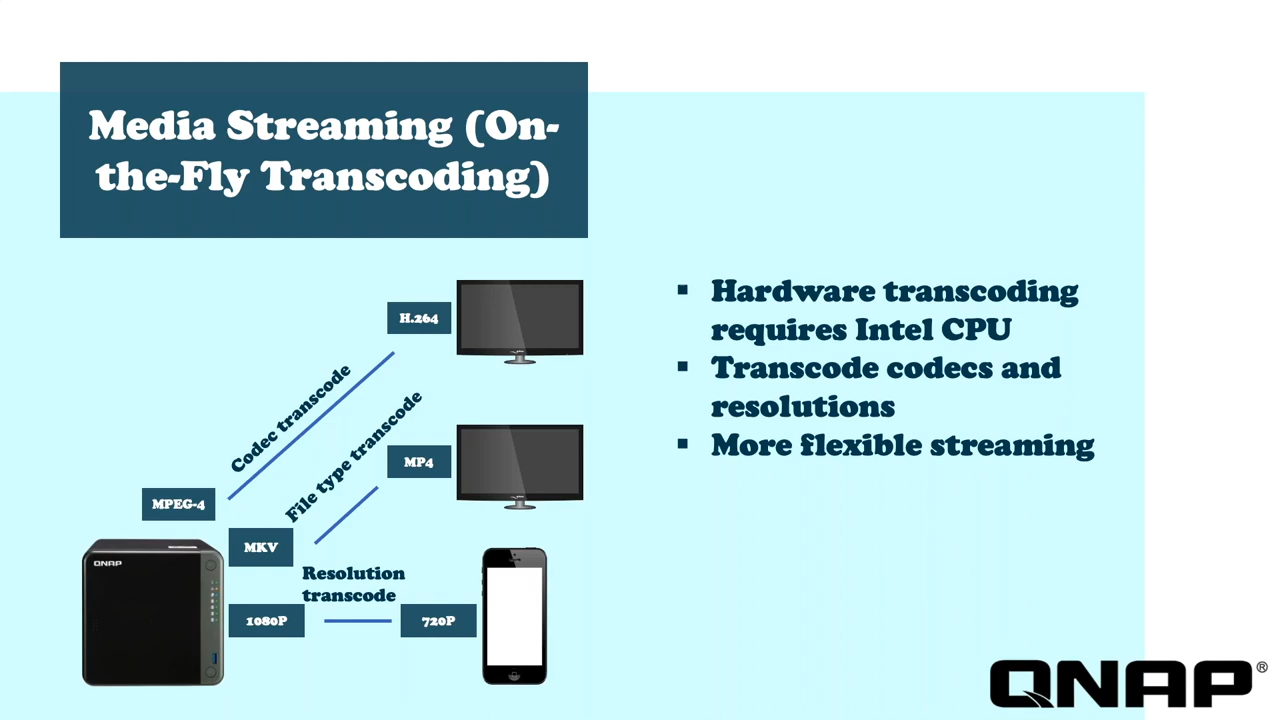 Media Streaming (On-
the-Fly Transcoding)
▪ Hardware transcoding
requires Intel CPU
▪ Transcode codecs and
resolutions
▪ More flexible streaming
H.264
Codec transcode
File type transcode
MP4
MPEG-4
MKV
QNAP
Resolution
transcode
1080P
720P
QNAP®